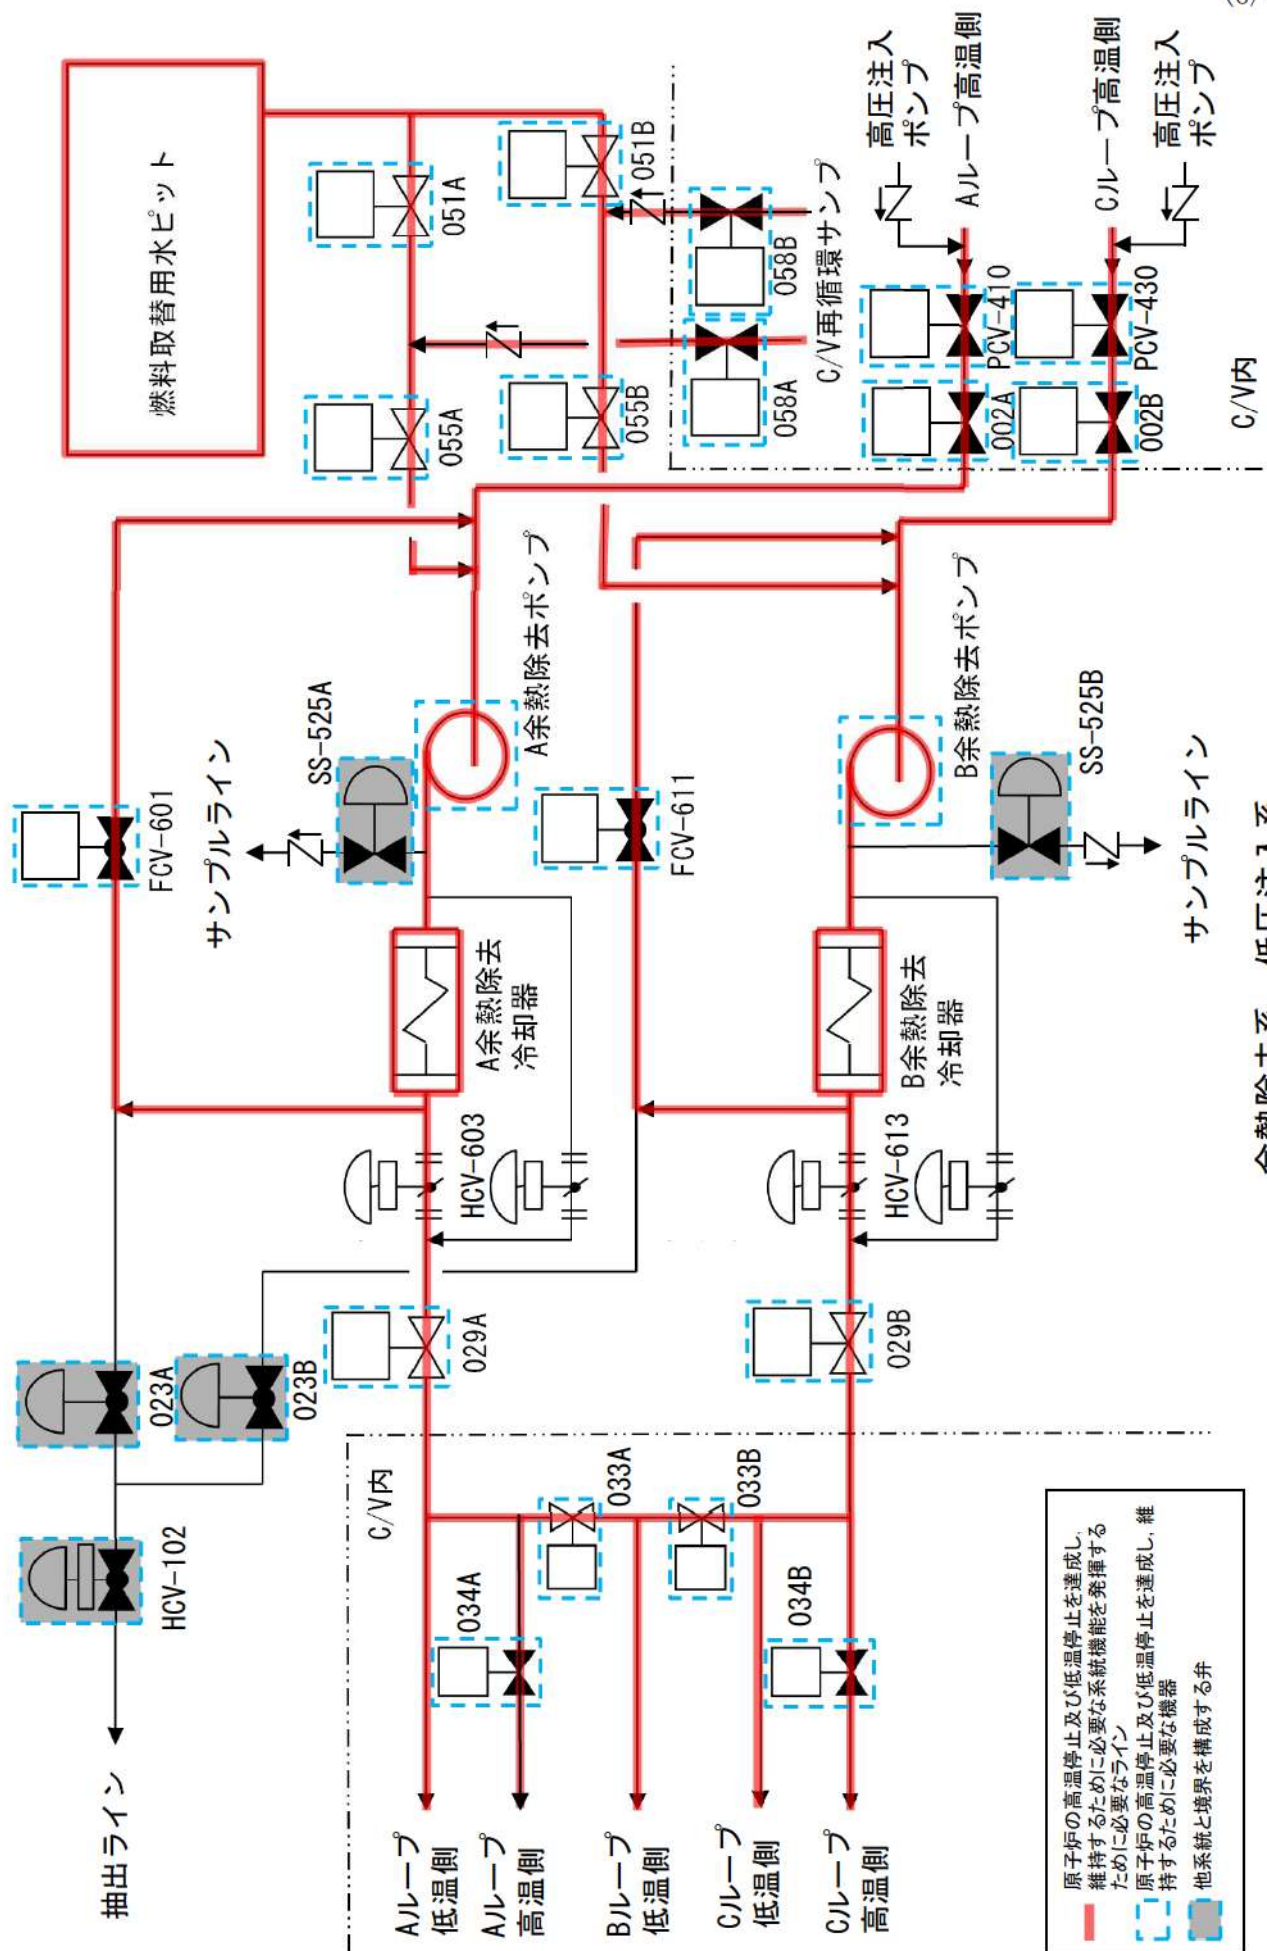 抽出ライン
HCV-102
023A
023B
FCV-601
サンプルライン
SS-525A
燃料取替用水ピット
C/V内
029A
051A
055A
Aループ
低温側
Aループ
高温側
034A
HCV-603
A余熱除去
冷却器
A余熱除去ポンプ
033A
Bループ
低温側
FCV-611
051B
055B
033B
Cループ
低温側
034B
Cループ
高温側
029B
HCV-613
B余熱除去
冷却器
B余熱除去ポンプ
058A
058B
C/V再循環サンプ
高圧注入
ポンプ
Aループ高温側
002A
PCV-410
SS-525B
サンプルライン
Cループ高温側
002B
PCV-430
高圧注入
ポンプ
C/V内
原子炉の高温停止及び低温停止を達成し,
維持するために必要な系統機能を発揮する
ために必要なライン
原子炉の高温停止及び低温停止を達成し, 維
持するために必要な機器
他系統と境界を構成する弁
余熱除去系 低圧注入系